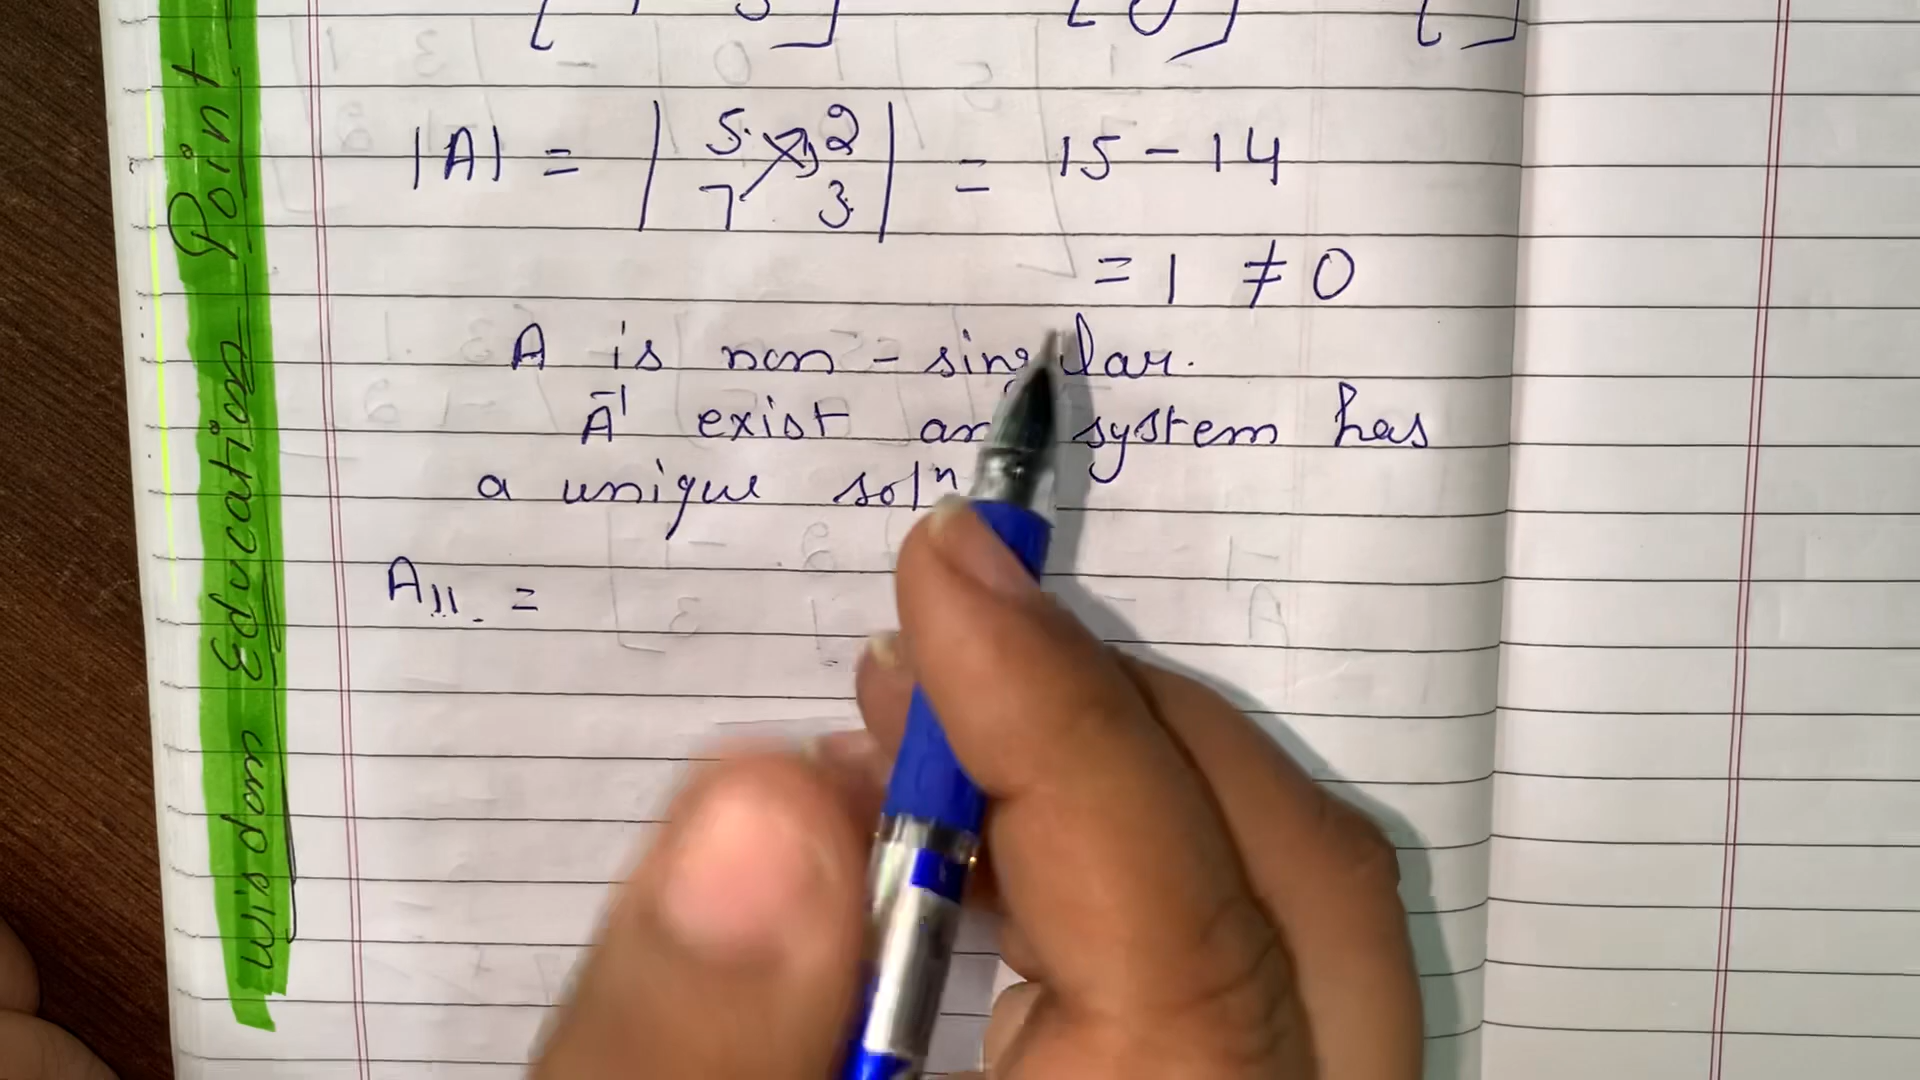 |A| = | 5 2 | = 15 - 14
| 7 3 |
= 1 ≠ 0
A is non - singular.
A⁻¹ exist and system has
a unique solⁿ
A₁₁ =
wisdom Education Point